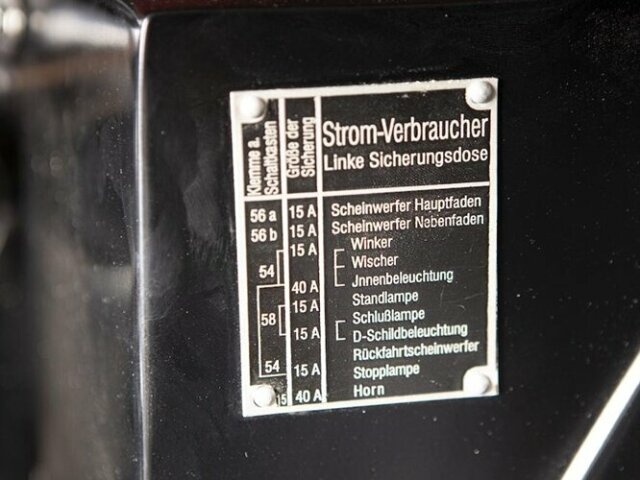 Klemme a.
Schaltkasten
Größe der
Sicherung
Strom-Verbraucher
Linke Sicherungsdose
56 a 15 A Scheinwerfer Hauptfaden
56 b 15 A Scheinwerfer Nebenfaden
15 A Winker
54 Wischer
40 A Jnnenbeleuchtung
15 A Standlampe
58 Schlußlampe
15 A D-Schildbeleuchtung
Rückfahrtscheinwerfer
54 15 A Stopplampe
15 40 A Horn